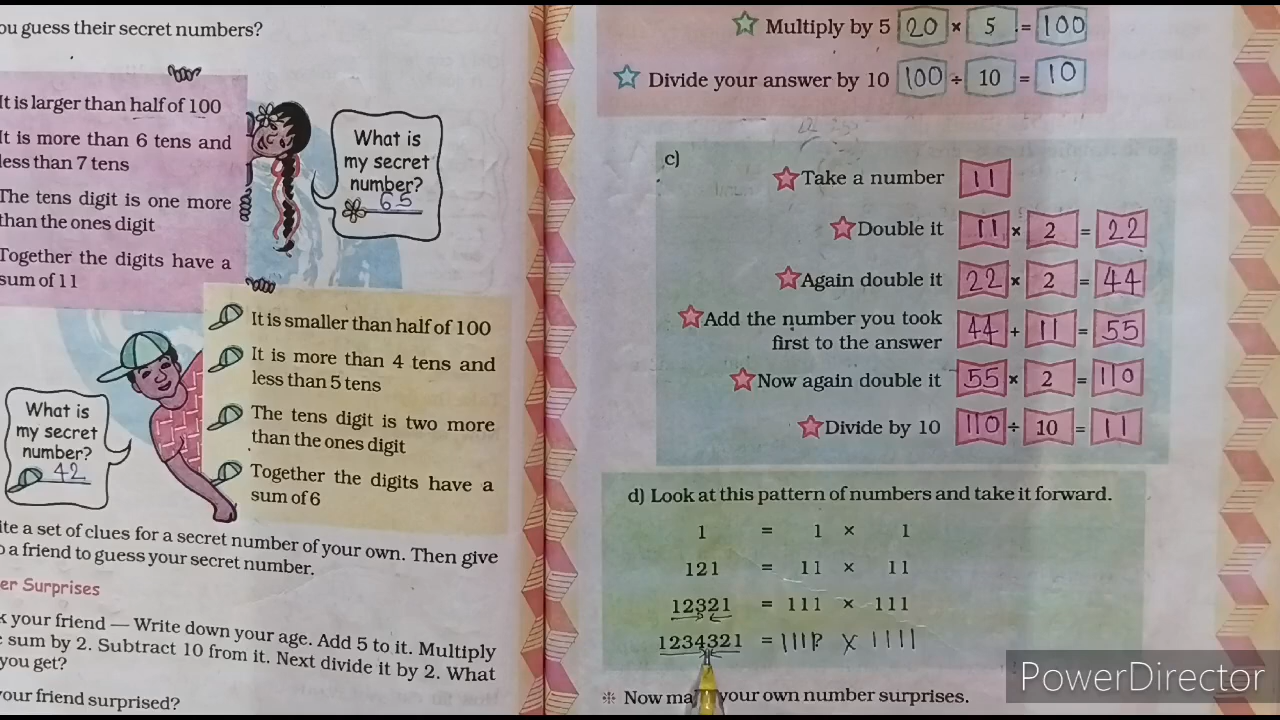 ou guess their secret numbers?
It is larger than half of 100
It is more than 6 tens and
less than 7 tens
The tens digit is one more
than the ones digit
Together the digits have a
sum of 11
What is
my secret
number?
65
It is smaller than half of 100
It is more than 4 tens and
less than 5 tens
The tens digit is two more
than the ones digit
Together the digits have a
sum of 6
What is
my secret
number?
42
ite a set of clues for a secret number of your own. Then give
o a friend to guess your secret number.
er Surprises
k your friend — Write down your age. Add 5 to it. Multiply
sum by 2. Subtract 10 from it. Next divide it by 2. What
you get?
our friend surprised?
Multiply by 5 20 × 5 = 100
Divide your answer by 10 100 ÷ 10 = 10
c)
Take a number 11
Double it 11 × 2 = 22
Again double it 22 × 2 = 44
Add the number you took
first to the answer 44 + 11 = 55
Now again double it 55 × 2 = 110
Divide by 10 110 ÷ 10 = 11
d) Look at this pattern of numbers and take it forward.
1 = 1 × 1
121 = 11 × 11
12321 = 111 × 111
1234321 = 1111 × 1111
Now ma your own number surprises.
PowerDirector